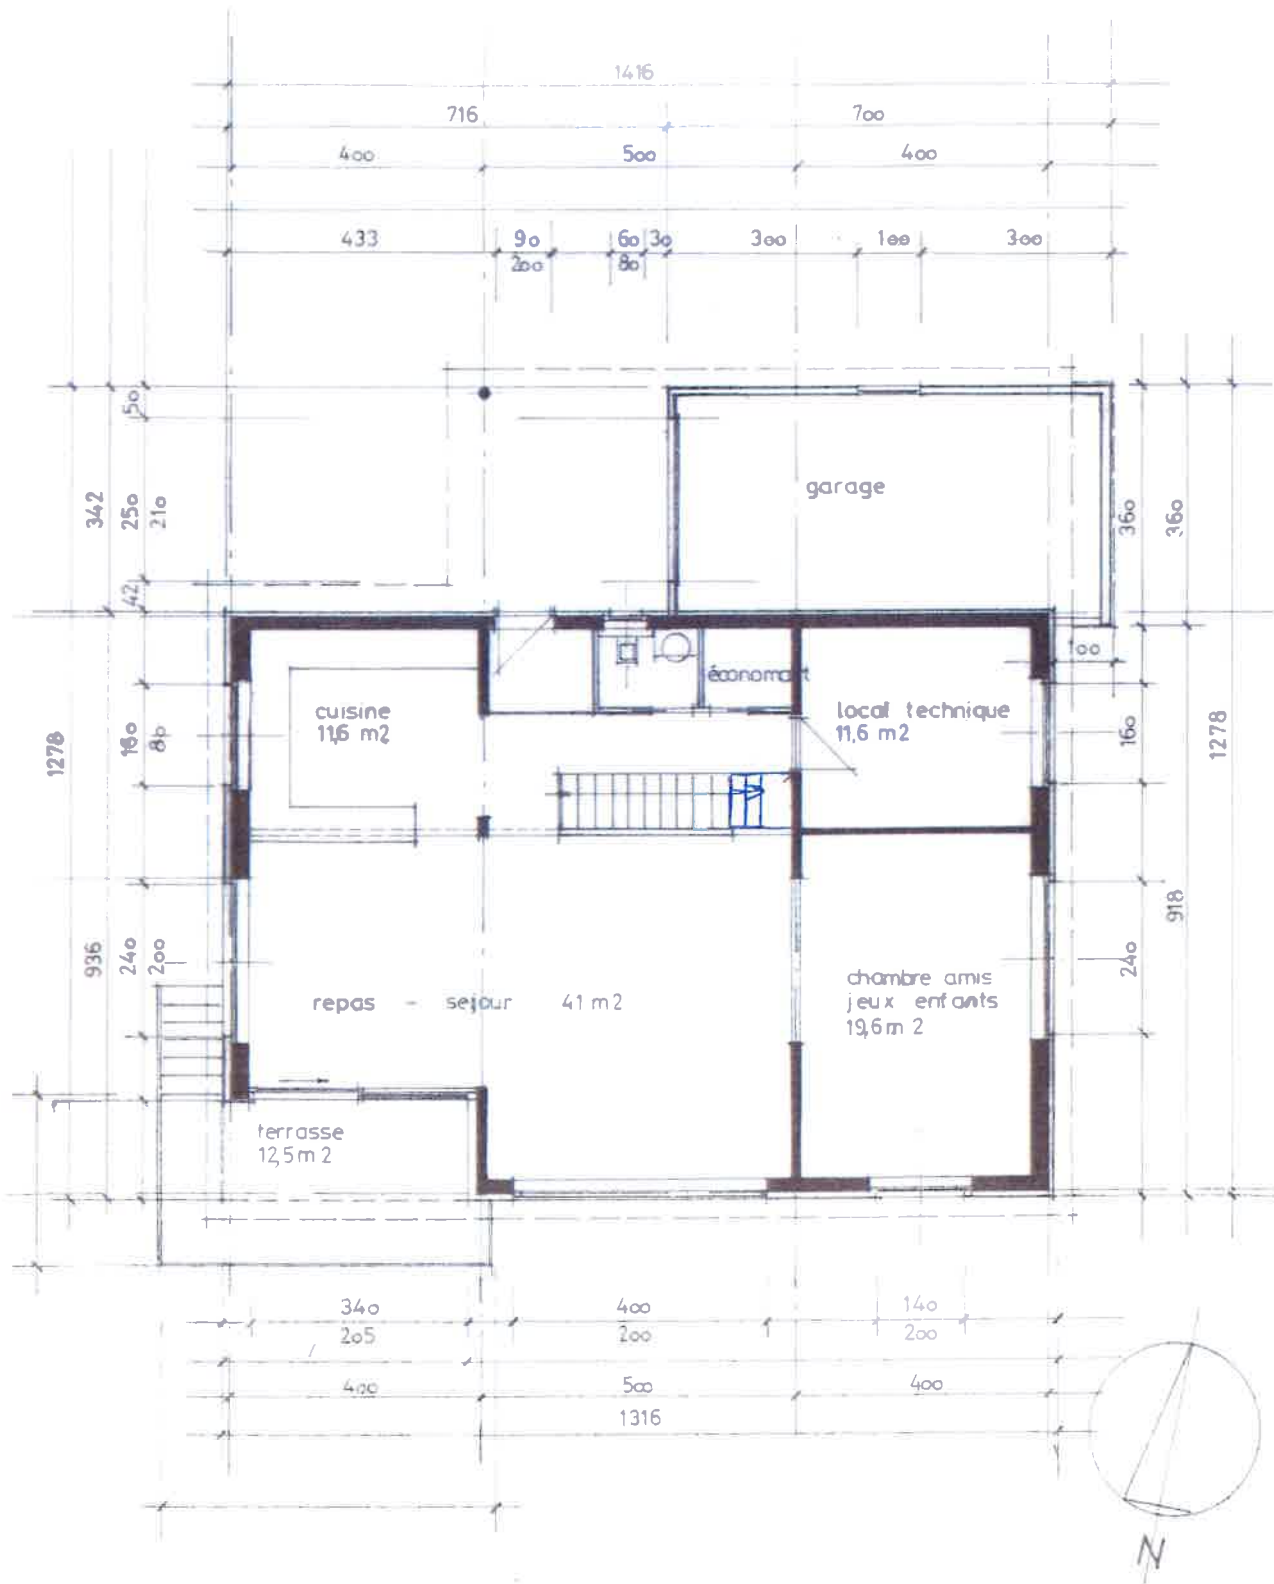 1416
716 700
400 500 400
433 90 60 30 300 100 300
200 80
50
342 250 210
42
garage
360 360
100
cuisine
11,6 m2
économat
local technique
11,6 m2
1278 160 80
160 1278
936 240 200
918
240
repas - sejour 41 m2
chambre amis
jeux enfants
19,6 m 2
terrasse
12,5 m 2
340 400 140
205 200 200
400 500 400
1316
N